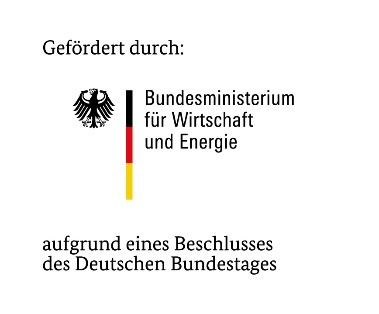 Gefördert durch:
Bundesministerium
für Wirtschaft
und Energie
aufgrund eines Beschlusses
des Deutschen Bundestages